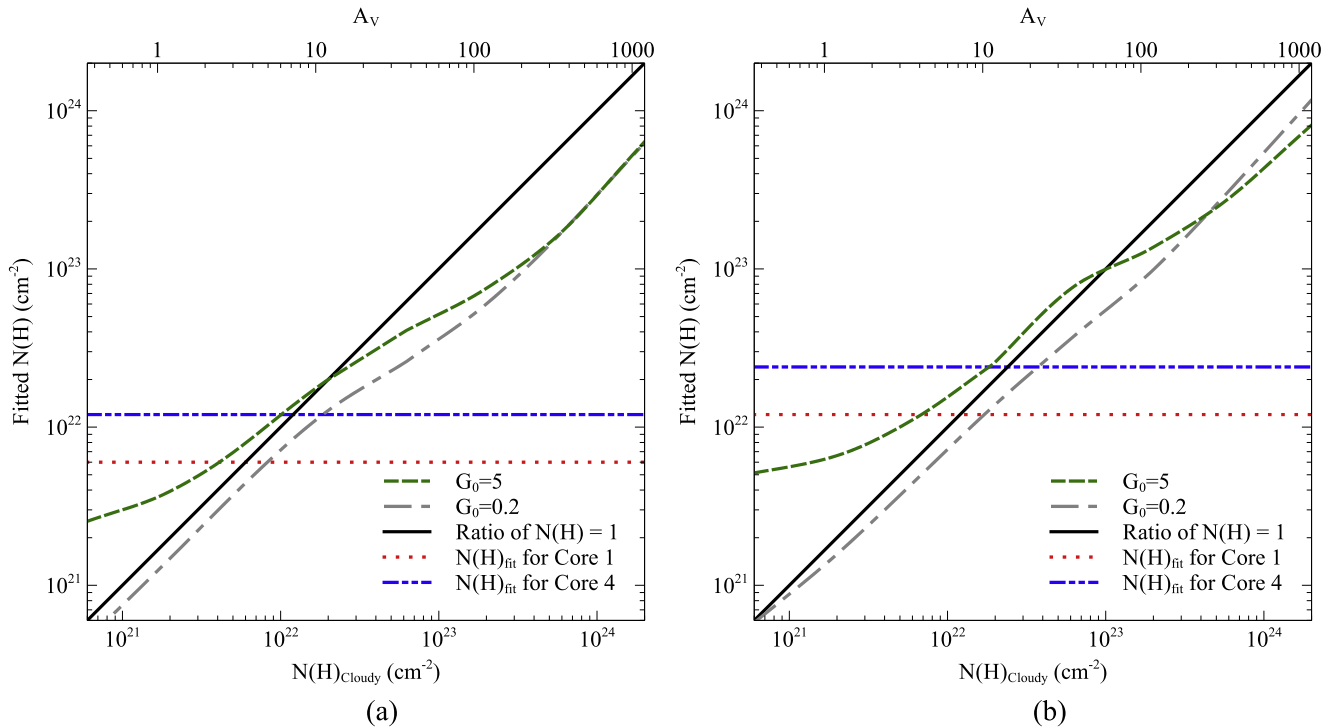 A_V
1 10 100 1000
10^24
10^23
10^22
10^21
Fitted N(H) (cm^-2)
G_0=5
G_0=0.2
Ratio of N(H) = 1
N(H)_fit for Core 1
N(H)_fit for Core 4
10^21 10^22 10^23 10^24
N(H)_Cloudy (cm^-2)
(a)
A_V
1 10 100 1000
10^24
10^23
10^22
10^21
Fitted N(H) (cm^-2)
G_0=5
G_0=0.2
Ratio of N(H) = 1
N(H)_fit for Core 1
N(H)_fit for Core 4
10^21 10^22 10^23 10^24
N(H)_Cloudy (cm^-2)
(b)